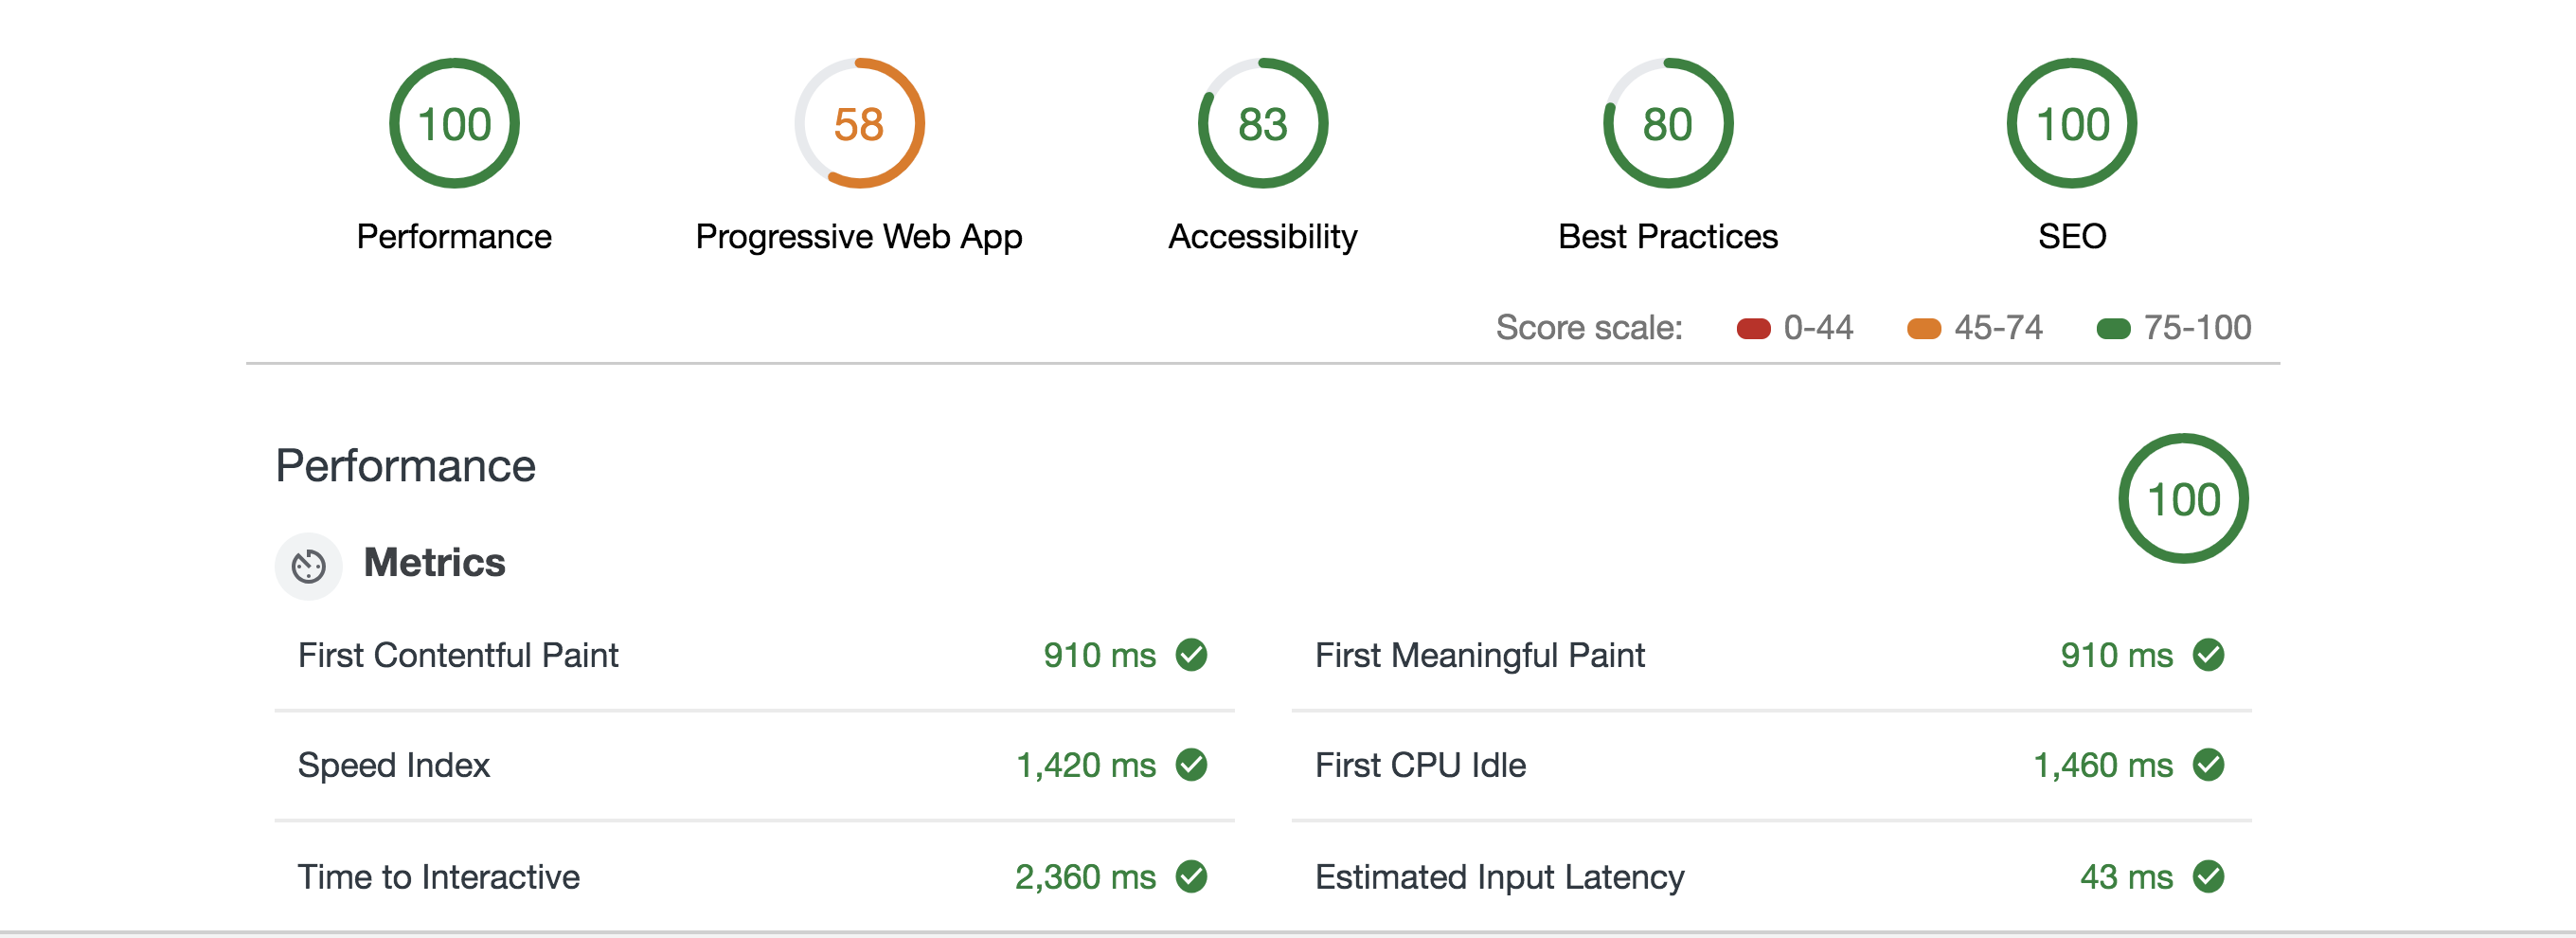 100 58 83 80 100
Performance Progressive Web App Accessibility Best Practices SEO
Score scale: 0-44 45-74 75-100
Performance 100
Metrics
First Contentful Paint 910 ms First Meaningful Paint 910 ms
Speed Index 1,420 ms First CPU Idle 1,460 ms
Time to Interactive 2,360 ms Estimated Input Latency 43 ms